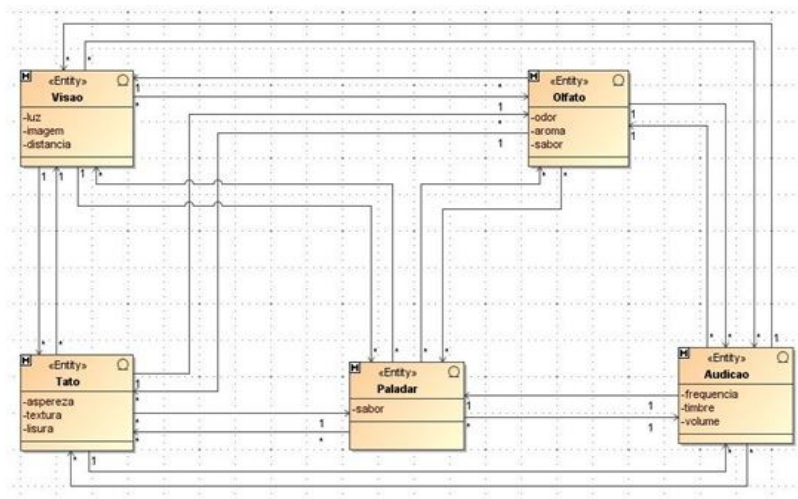 «Entity»
Visao
-luz
-imagem
-distancia
«Entity»
Olfato
-odor
-aroma
-sabor
«Entity»
Tato
-aspereza
-textura
-lisura
«Entity»
Paladar
-sabor
«Entity»
Audicao
-frequencia
-timbre
-volume